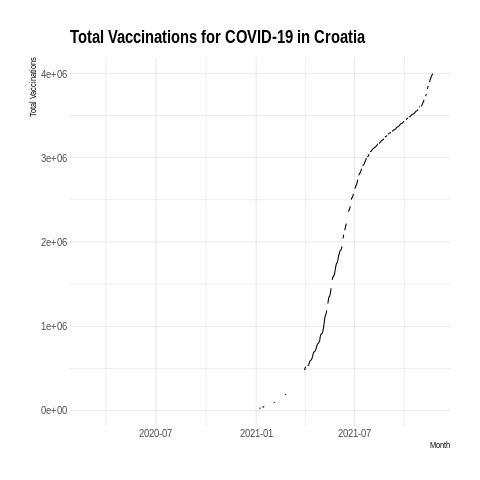 Total Vaccinations for COVID-19 in Croatia
Total Vaccinations
4e+06
3e+06
2e+06
1e+06
0e+00
2020-07
2021-01
2021-07
Month